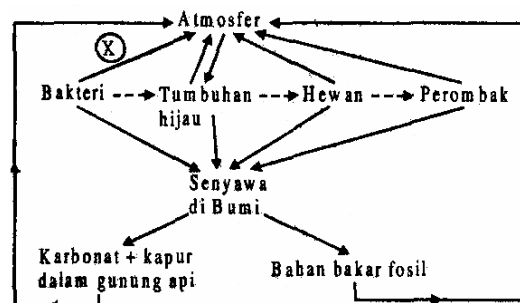 Atmosfer
X
Bakteri
Tumbuhan
hijau
Hewan
Perombak
Senyawa
di Bumi
Karbonat + kapur
dalam gunung api
Bahan bakar fosil